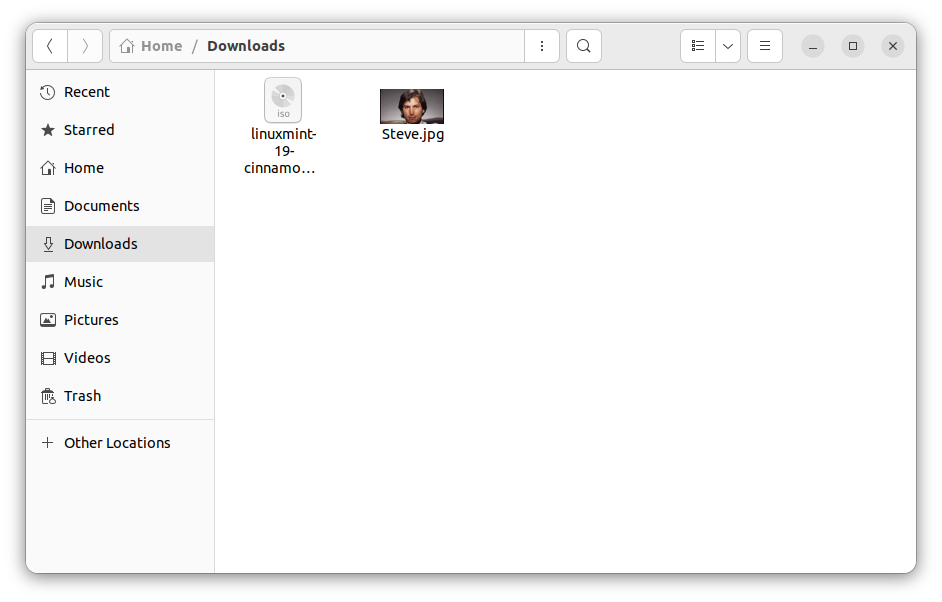 Home / Downloads
Recent
Starred
Home
Documents
Downloads
Music
Pictures
Videos
Trash
Other Locations
iso
linuxmint-
19-
cinnamo…
Steve.jpg